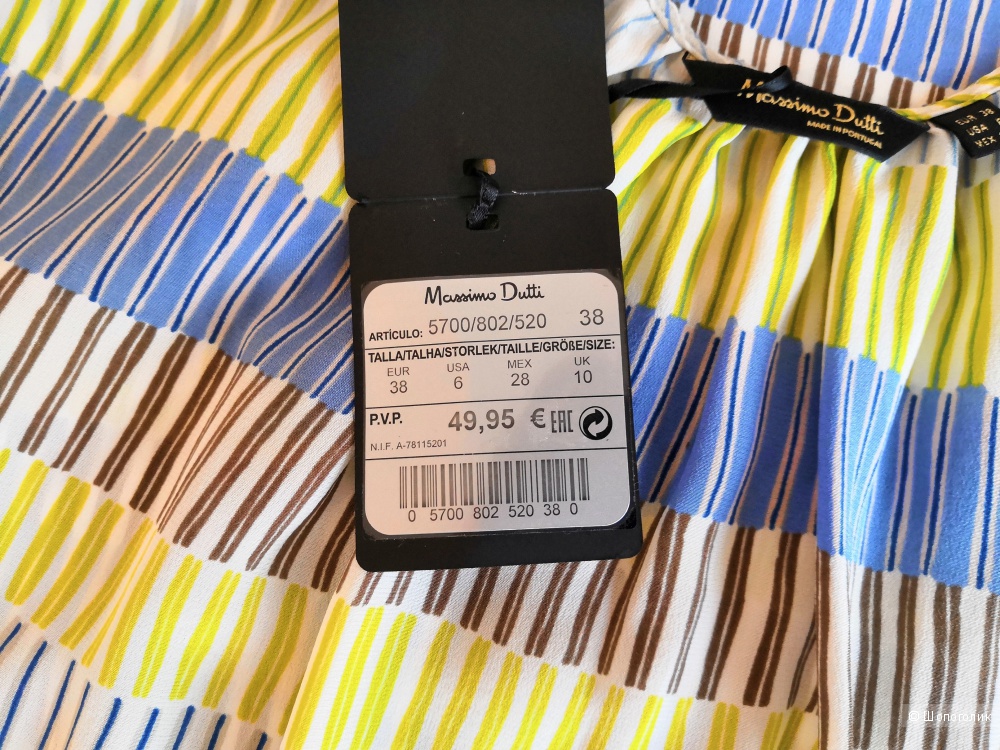 Massimo Dutti
MADE IN PORTUGAL
EUR 38
USA
MEX
Massimo Dutti
ARTÍCULO: 5700/802/520 38
TALLA/TALHA/STORLEK/TAILLE/GRÖßE/SIZE:
EUR USA MEX UK
38 6 28 10
P.V.P. 49,95 € EAC
N.I.F. A-78115201
0 5700 802 520 38 0
© Шопоголик